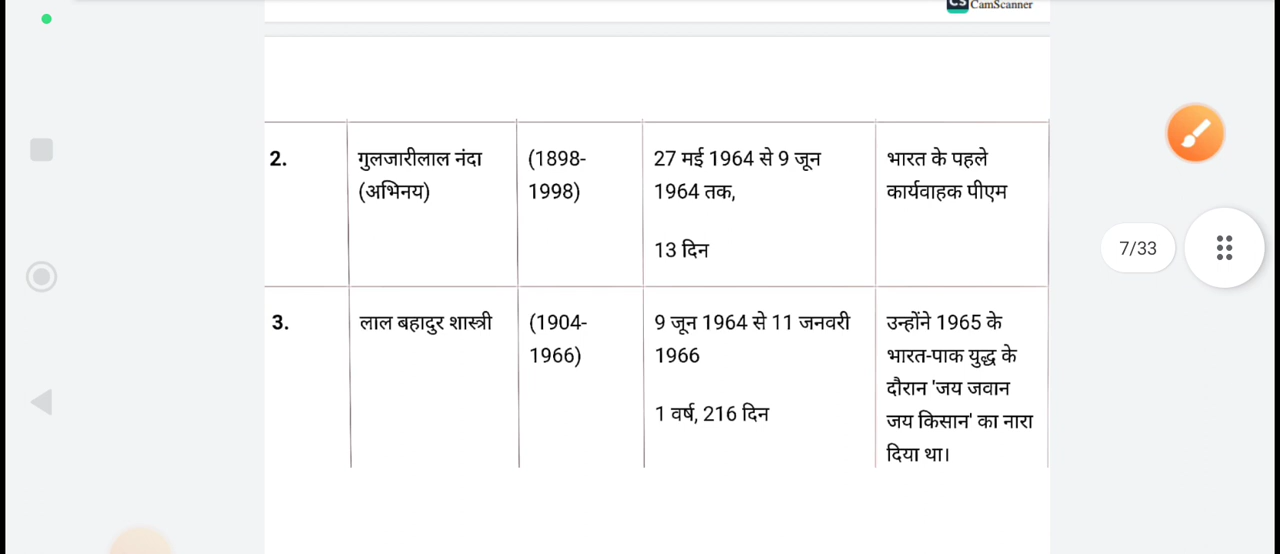 CS CamScanner
2.
गुलजारीलाल नंदा
(अभिनय)
(1898-
1998)
27 मई 1964 से 9 जून
1964 तक,
13 दिन
भारत के पहले
कार्यवाहक पीएम
7/33
3.
लाल बहादुर शास्त्री
(1904-
1966)
9 जून 1964 से 11 जनवरी
1966
1 वर्ष, 216 दिन
उन्होंने 1965 के
भारत-पाक युद्ध के
दौरान 'जय जवान
जय किसान' का नारा
दिया था।